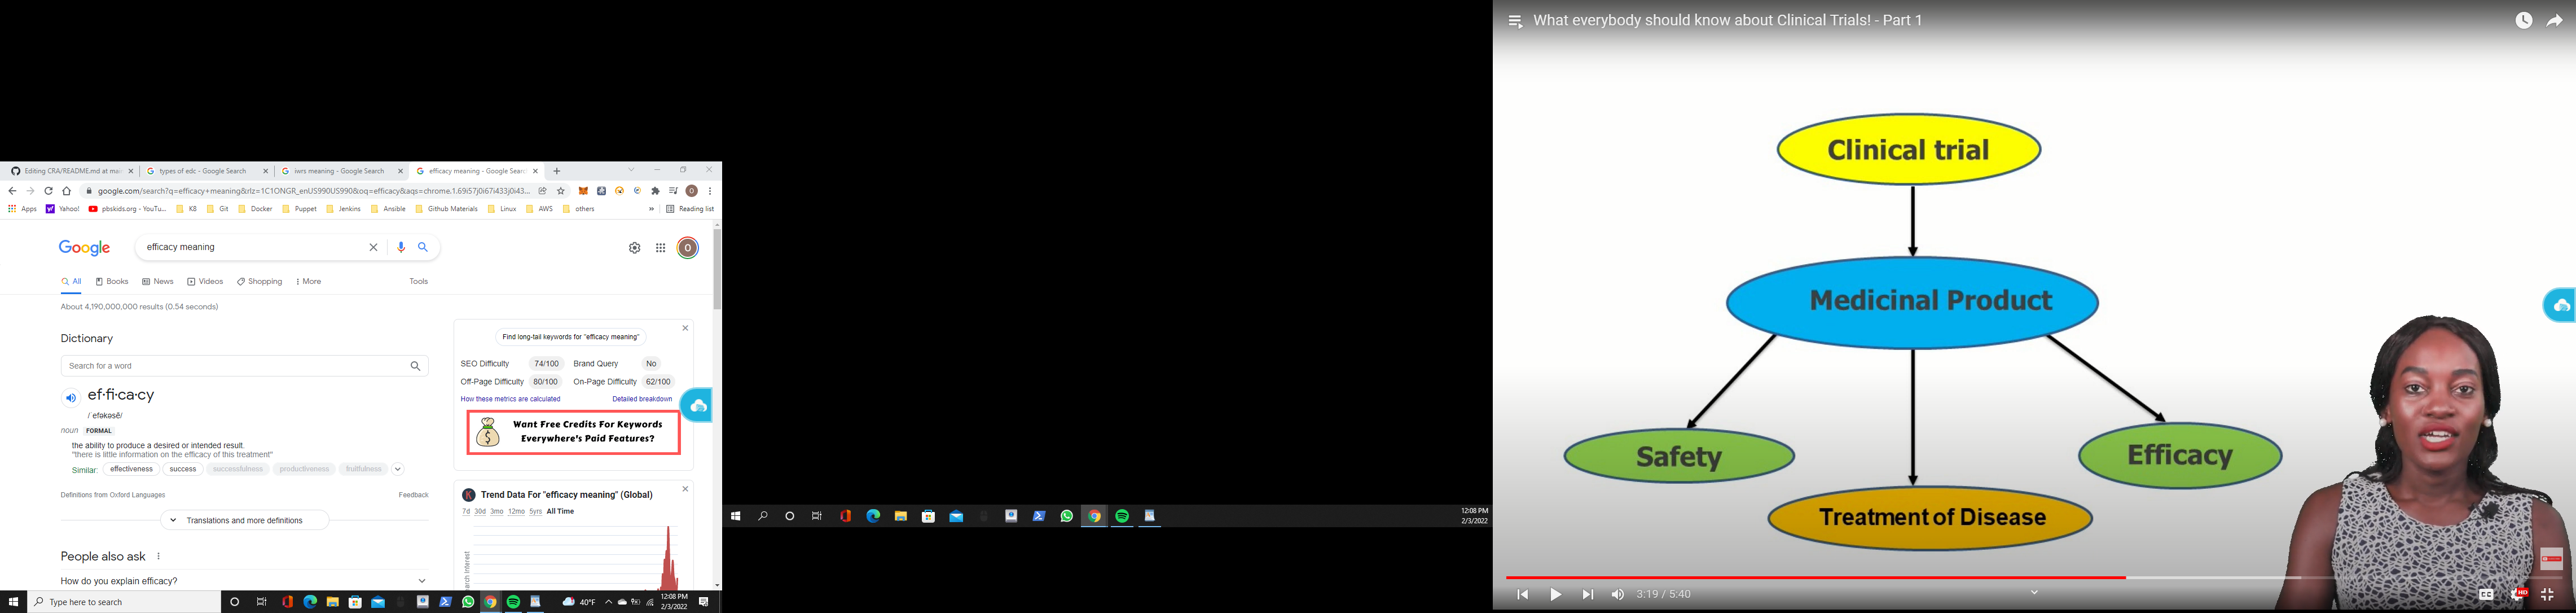 Editing CRA/README.md at mai
types of edc - Google Search
iwrs meaning - Google Search
efficacy meaning - Google Searc
google.com/search?q=efficacy+meaning&rlz=1C1ONGR_enUS990US990&oq=efficacy&aqs=chrome.1.69i57j0i67i433j0i43...
Apps
Yahoo!
pbskids.org - YouTu...
K8
Git
Docker
Puppet
Jenkins
Ansible
Github Materials
Linux
AWS
others
»
Reading list
Google
efficacy meaning
O
All
Books
News
Videos
Shopping
More
Tools
About 4,190,000,000 results (0.54 seconds)
Dictionary
Search for a word
ef·fi·ca·cy
/ˈefəkəsē/
noun FORMAL
the ability to produce a desired or intended result.
"there is little information on the efficacy of this treatment"
Similar: effectiveness success successfulness productiveness fruitfulness
Definitions from Oxford Languages
Feedback
Translations and more definitions
People also ask
How do you explain efficacy?
Find long-tail keywords for "efficacy meaning"
SEO Difficulty 74/100 Brand Query No
Off-Page Difficulty 80/100 On-Page Difficulty 62/100
How these metrics are calculated
Detailed breakdown
Want Free Credits For Keywords
Everywhere's Paid Features?
Trend Data For "efficacy meaning" (Global)
7d 30d 3mo 12mo 5yrs All Time
arch Interest
Type here to search
40°F
12:08 PM
2/3/2022
12:08 PM
2/3/2022
What everybody should know about Clinical Trials! - Part 1
Clinical trial
Medicinal Product
Safety
Efficacy
Treatment of Disease
3:19 / 5:40
CC
HD